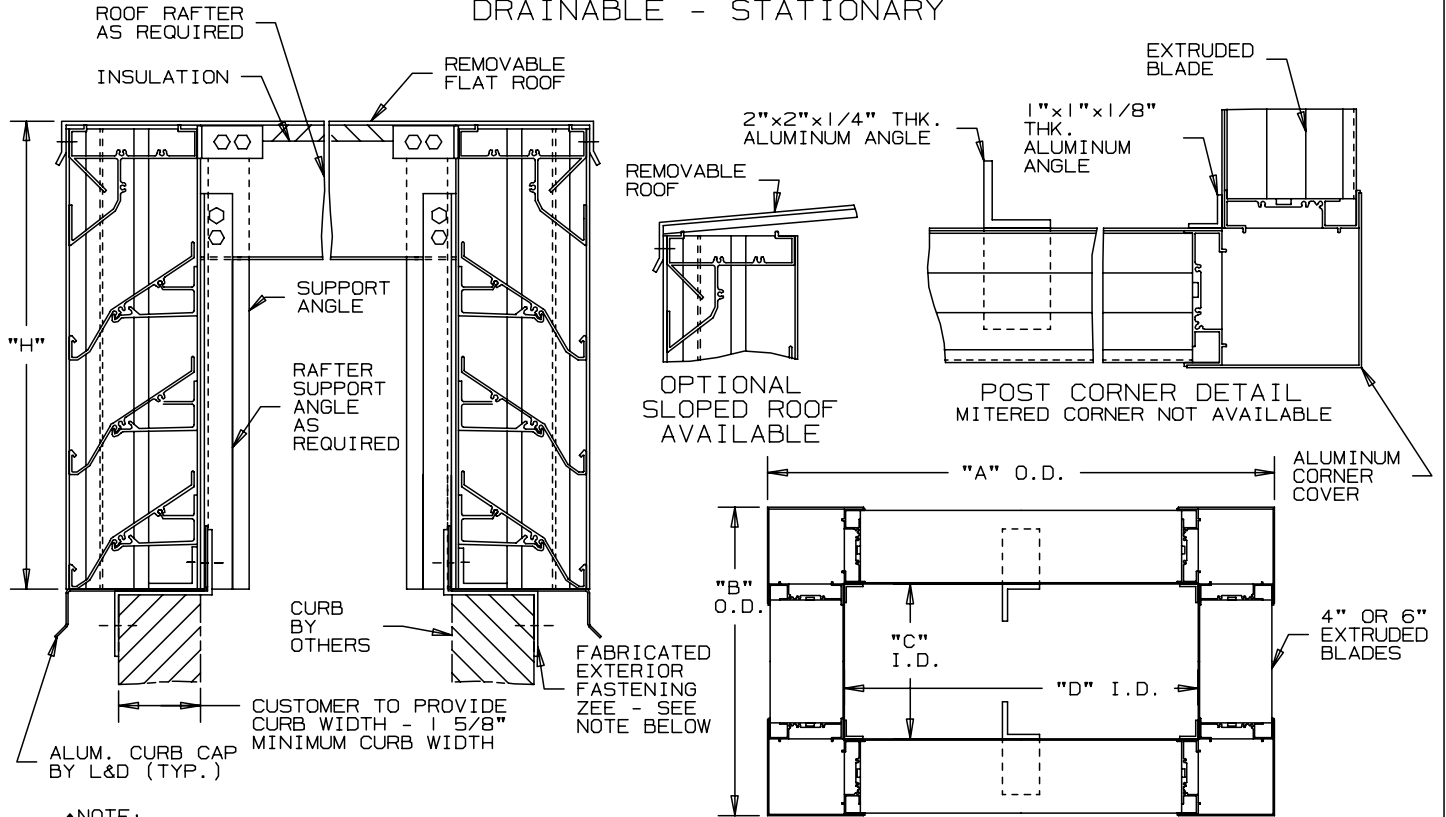 DRAINABLE - STATIONARY
ROOF RAFTER
AS REQUIRED
INSULATION
REMOVABLE
FLAT ROOF
"H"
SUPPORT
ANGLE
RAFTER
SUPPORT
ANGLE
AS
REQUIRED
CURB
BY
OTHERS
FABRICATED
EXTERIOR
FASTENING
ZEE - SEE
NOTE BELOW
CUSTOMER TO PROVIDE
CURB WIDTH - 1 5/8"
MINIMUM CURB WIDTH
ALUM. CURB CAP
BY L&D (TYP.)
REMOVABLE
ROOF
OPTIONAL
SLOPED ROOF
AVAILABLE
2"x2"x1/4" THK.
ALUMINUM ANGLE
1"x1"x1/8"
THK.
ALUMINUM
ANGLE
EXTRUDED
BLADE
POST CORNER DETAIL
MITERED CORNER NOT AVAILABLE
ALUMINUM
CORNER
COVER
"A" O.D.
"B"
O.D.
"C"
I.D.
"D" I.D.
4" OR 6"
EXTRUDED
BLADES
NOTE: